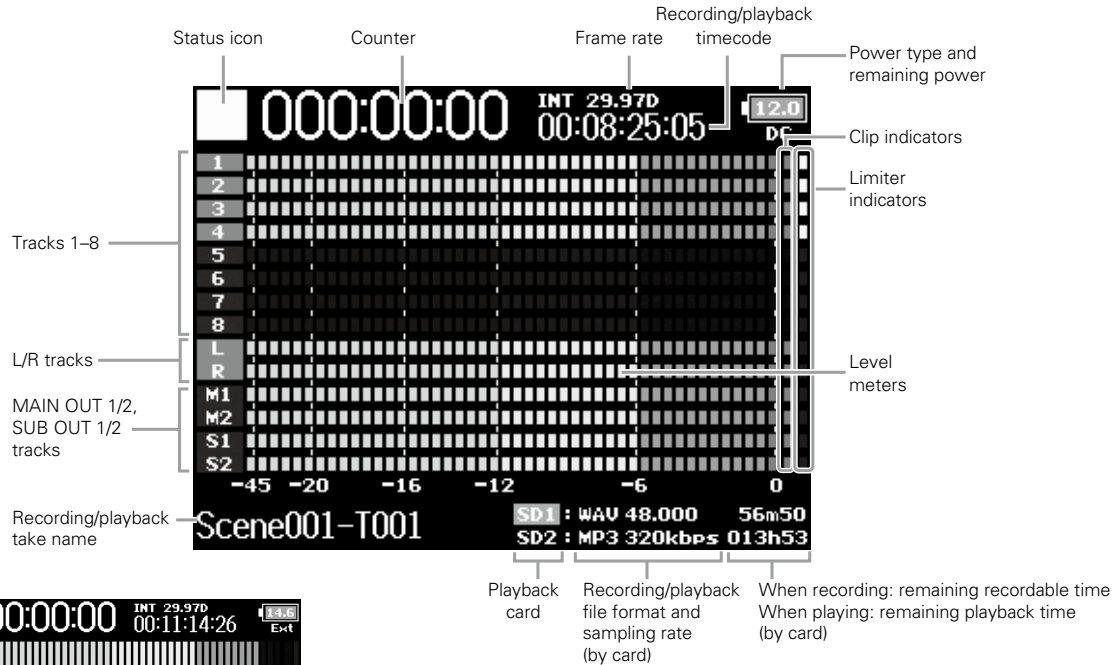 Recording/playback
timecode
Status icon
Counter
Frame rate
Power type and
remaining power
000:00:00
INT 29.97D
00:08:25:05
12.0
DC
Clip indicators
Limiter
indicators
Tracks 1–8
1
2
3
4
5
6
7
8
L/R tracks
L
R
Level
meters
MAIN OUT 1/2,
SUB OUT 1/2
tracks
M1
M2
S1
S2
-45 -20 -16 -12 -6 0
Recording/playback
take name
Scene001-T001
SD1 : WAV 48.000 56m50
SD2 : MP3 320kbps 013h53
Playback
card
Recording/playback
file format and
sampling rate
(by card)
When recording: remaining recordable time
When playing: remaining playback time
(by card)
00:00:00
INT 29.97D
00:11:14:26
14.6
Ext